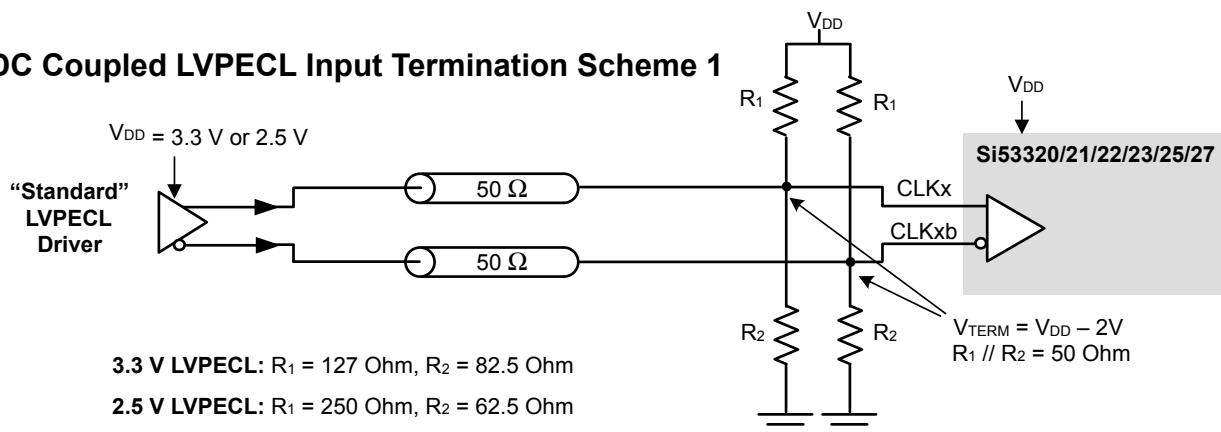 DC Coupled LVPECL Input Termination Scheme 1
VDD
R1
R1
VDD
VDD = 3.3 V or 2.5 V
Si53320/21/22/23/25/27
“Standard”
LVPECL
Driver
50 Ω
CLKx
50 Ω
CLKxb
R2
R2
VTERM = VDD – 2V
R1 // R2 = 50 Ohm
3.3 V LVPECL: R1 = 127 Ohm, R2 = 82.5 Ohm
2.5 V LVPECL: R1 = 250 Ohm, R2 = 62.5 Ohm